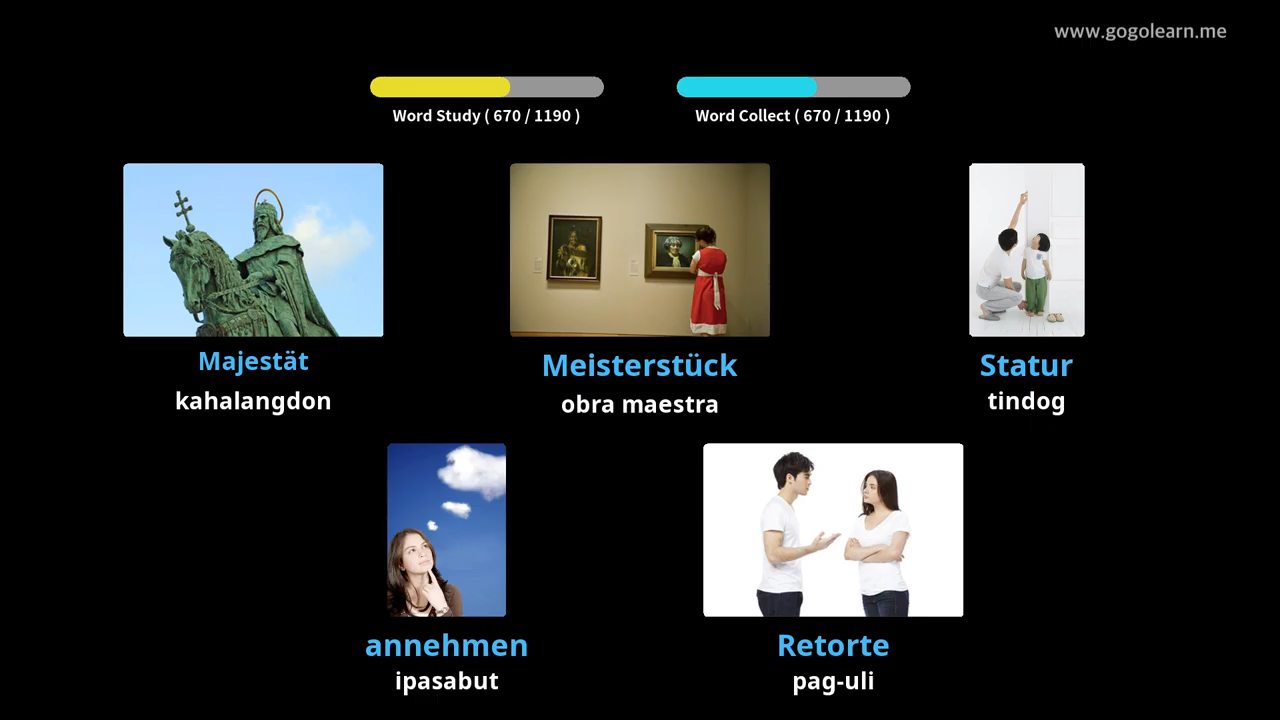 www.gogolearn.me
Word Study ( 670 / 1190 )
Word Collect ( 670 / 1190 )
Majestät
kahalangdon
Meisterstück
obra maestra
Statur
tindog
annehmen
ipasabut
Retorte
pag-uli